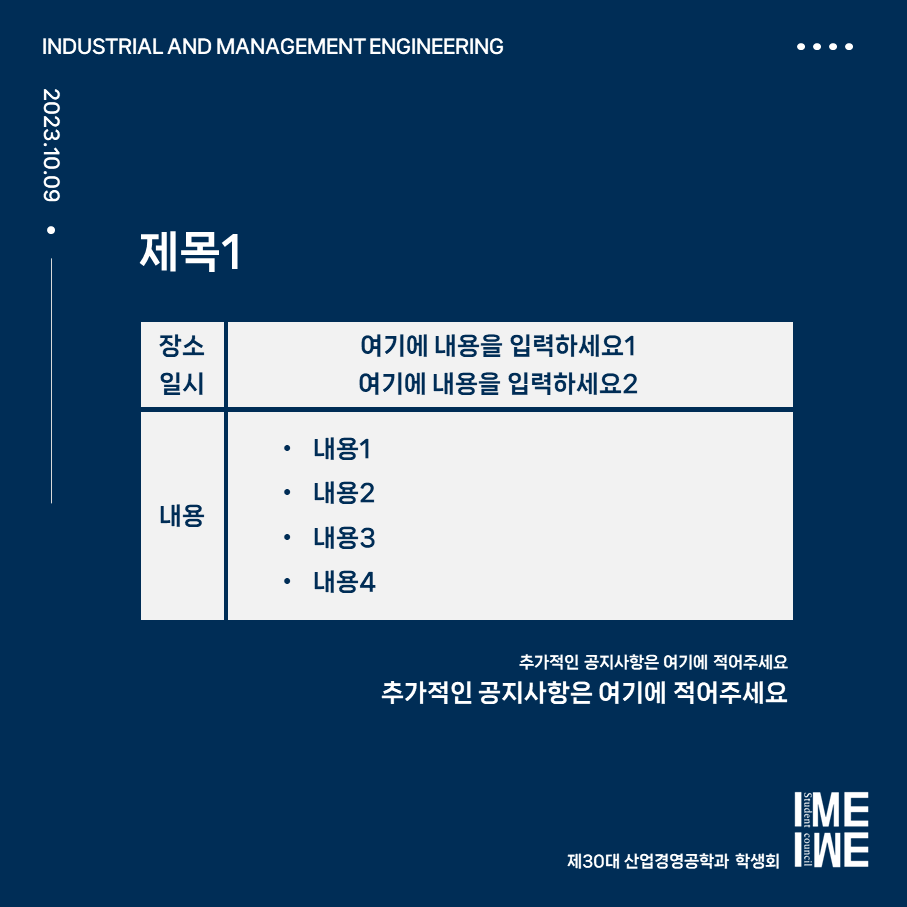 INDUSTRIAL AND MANAGEMENT ENGINEERING
2023.10.09
제목1
장소
여기에 내용을 입력하세요1
일시
여기에 내용을 입력하세요2
내용
• 내용1
• 내용2
• 내용3
• 내용4
추가적인 공지사항은 여기에 적어주세요
추가적인 공지사항은 여기에 적어주세요
제30대 산업경영공학과 학생회
IME
Student council
IME